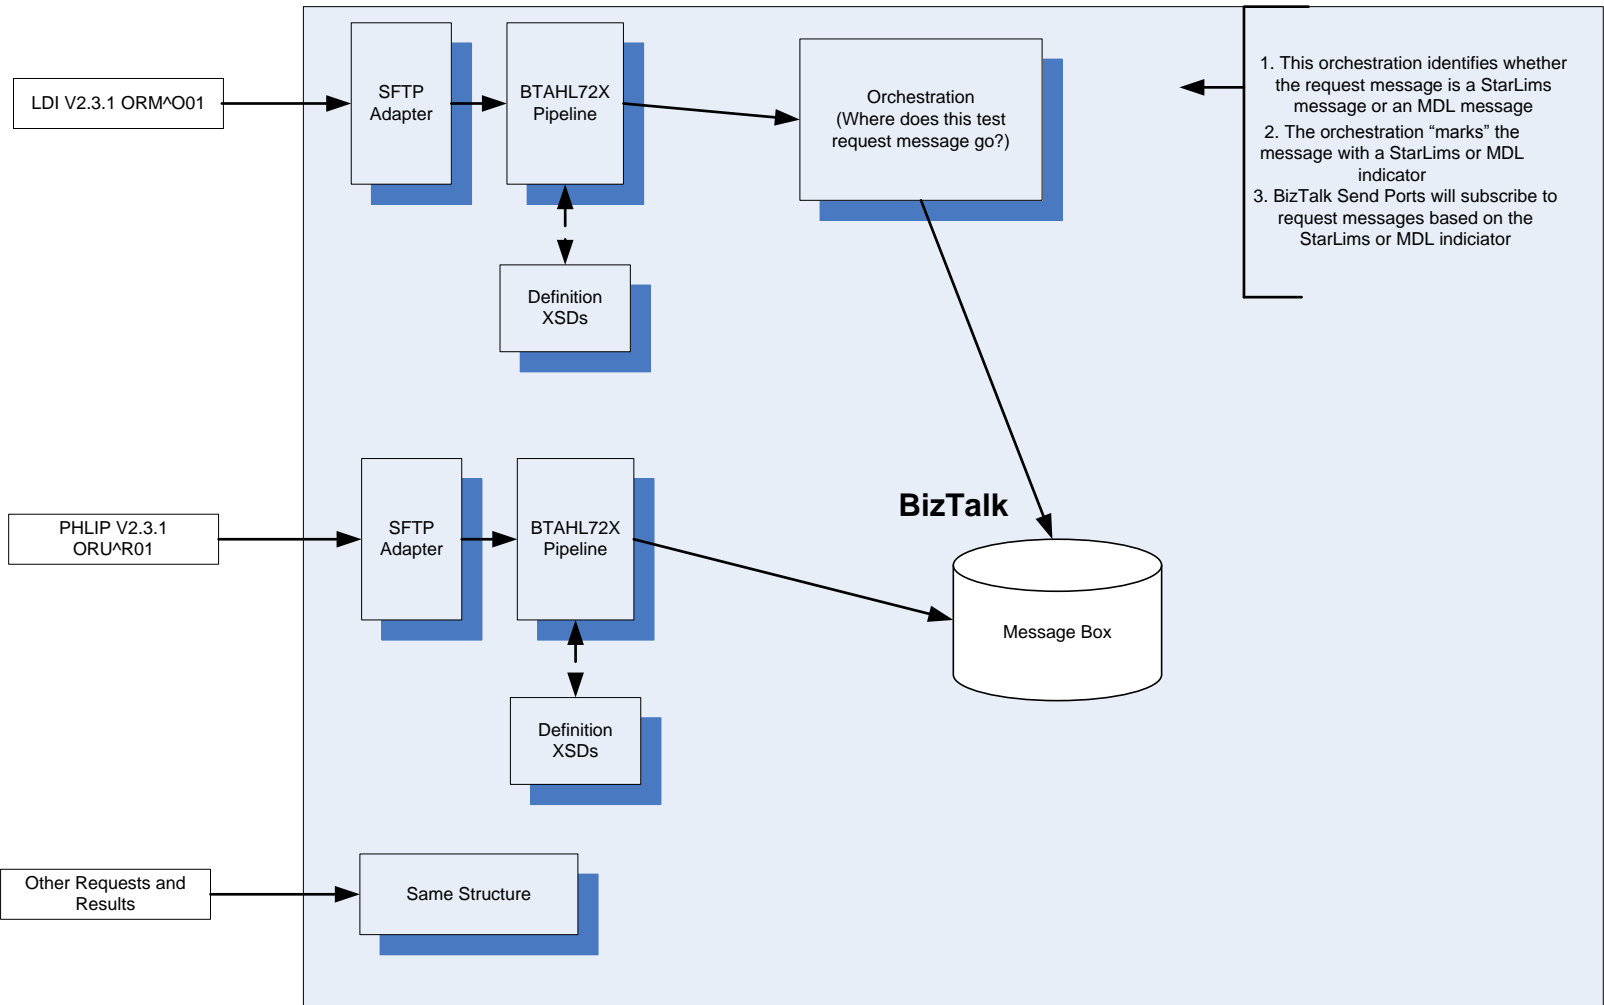 LDI V2.3.1 ORM^O01
SFTP
Adapter
BTAHL72X
Pipeline
Orchestration
(Where does this test
request message go?)
1. This orchestration identifies whether
the request message is a StarLims
message or an MDL message
2. The orchestration “marks” the
message with a StarLims or MDL
indicator
3. BizTalk Send Ports will subscribe to
request messages based on the
StarLims or MDL indiciator
Definition
XSDs
PHLIP V2.3.1
ORU^R01
SFTP
Adapter
BTAHL72X
Pipeline
BizTalk
Message Box
Definition
XSDs
Other Requests and
Results
Same Structure